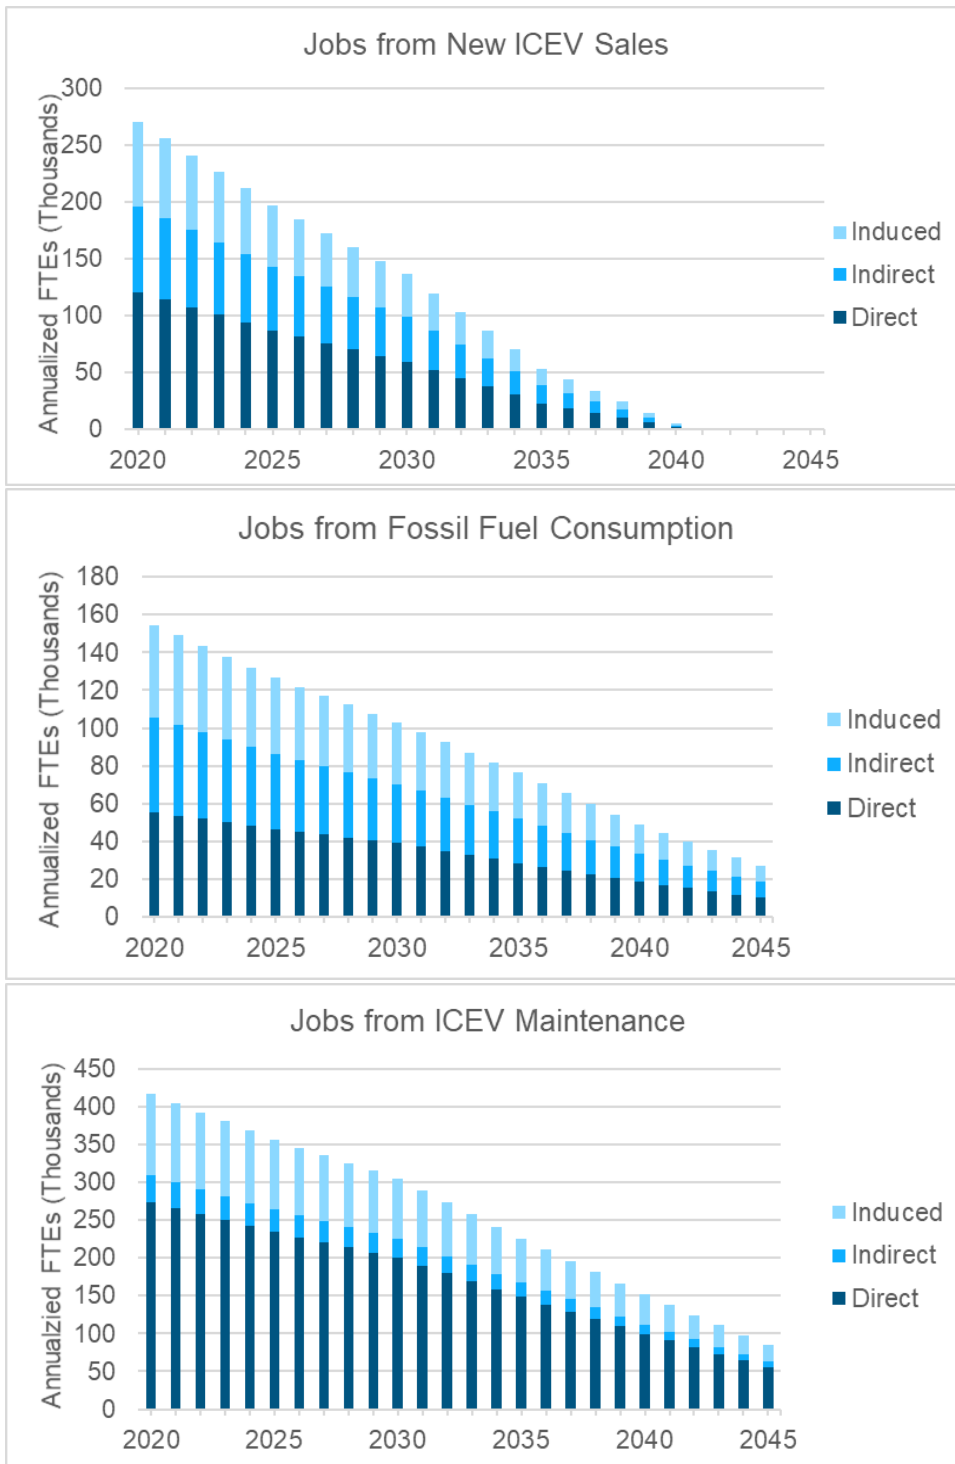 Jobs from New ICEV Sales
Annualized FTEs (Thousands)
300
250
200
150
100
50
0
2020 2025 2030 2035 2040 2045
Induced
Indirect
Direct
Jobs from Fossil Fuel Consumption
Annualized FTEs (Thousands)
180
160
140
120
100
80
60
40
20
0
2020 2025 2030 2035 2040 2045
Induced
Indirect
Direct
Jobs from ICEV Maintenance
Annualzied FTEs (Thousands)
450
400
350
300
250
200
150
100
50
0
2020 2025 2030 2035 2040 2045
Induced
Indirect
Direct